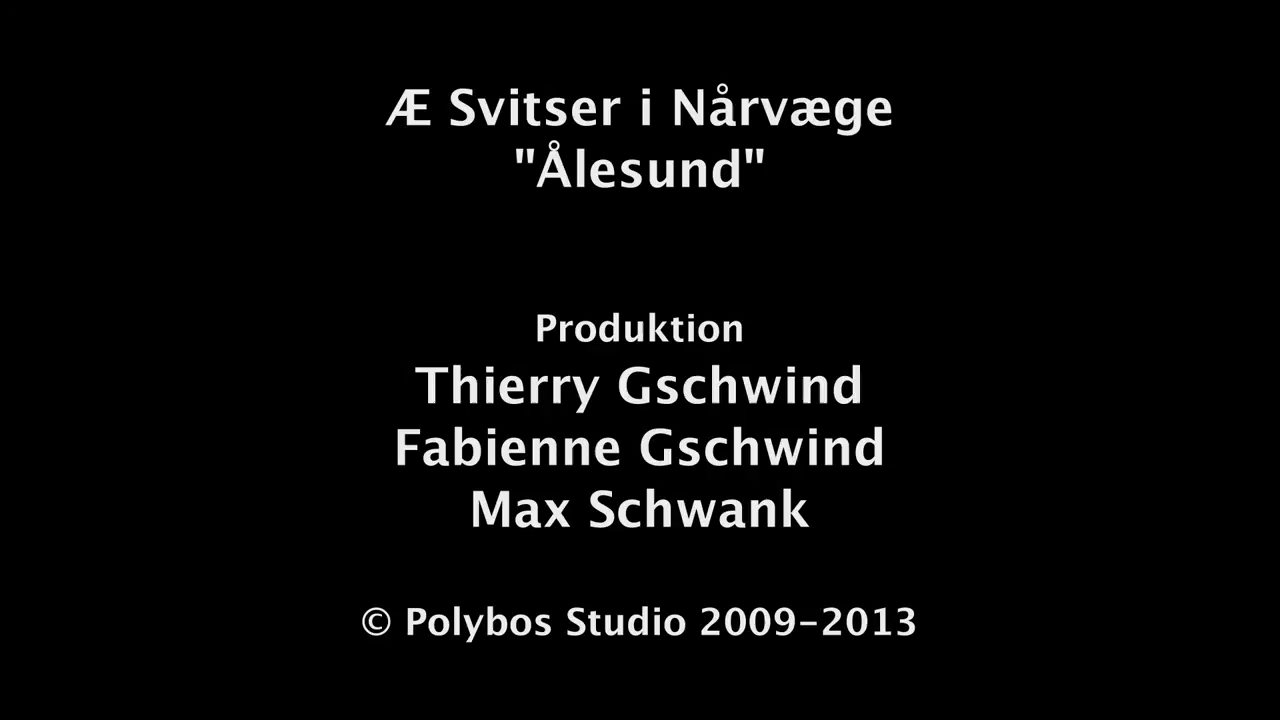 Æ Svitser i Nårvæge
"Ålesund"
Produktion
Thierry Gschwind
Fabienne Gschwind
Max Schwank
© Polybos Studio 2009-2013